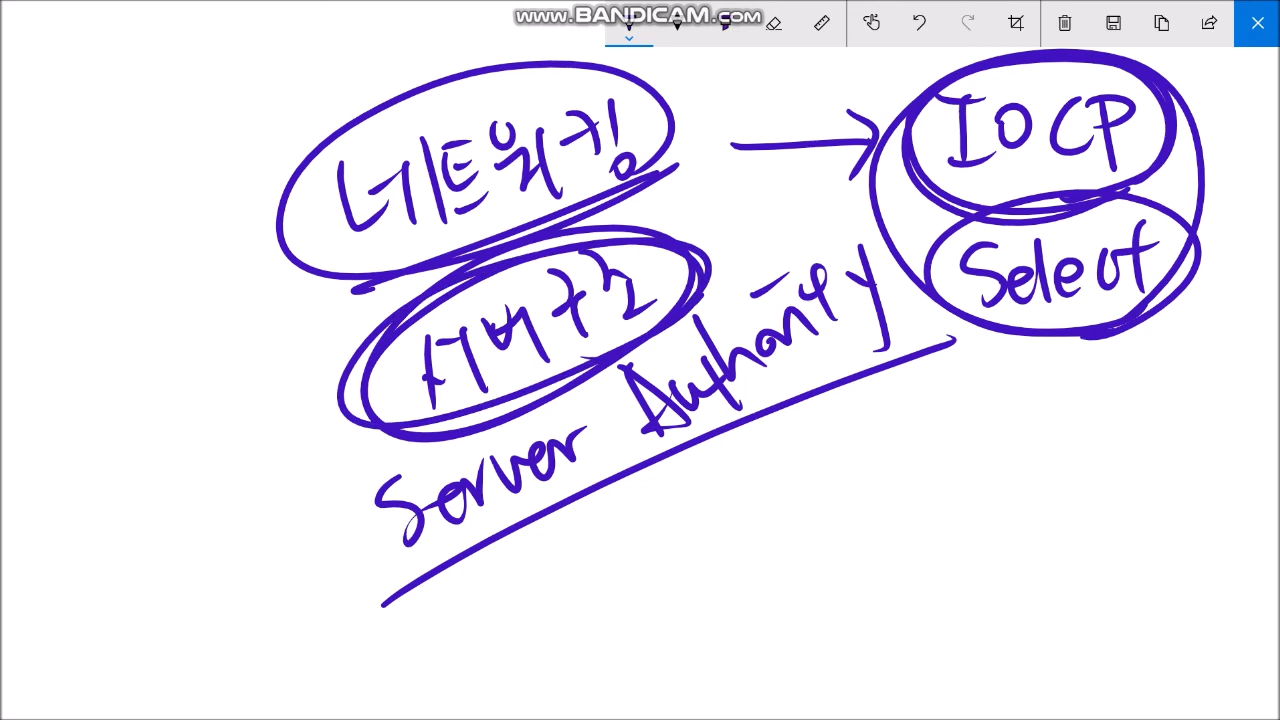 www.BANDICAM.com
네트워킹 → IOCP
Select
서버구조
Server Authority